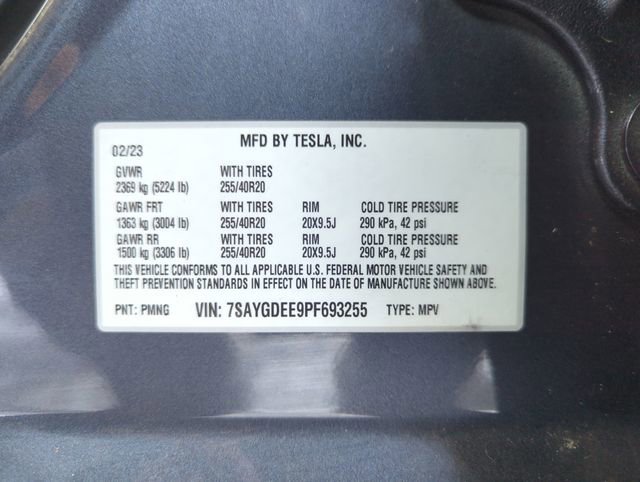 MFD BY TESLA, INC.
02/23
GVWR WITH TIRES
2369 kg (5224 lb) 255/40R20
GAWR FRT WITH TIRES RIM COLD TIRE PRESSURE
1363 kg (3004 lb) 255/40R20 20X9.5J 290 kPa, 42 psi
GAWR RR WITH TIRES RIM COLD TIRE PRESSURE
1500 kg (3306 lb) 255/40R20 20X9.5J 290 kPa, 42 psi
THIS VEHICLE CONFORMS TO ALL APPLICABLE U.S. FEDERAL MOTOR VEHICLE SAFETY AND
THEFT PREVENTION STANDARDS IN EFFECT ON THE DATE OF MANUFACTURE SHOWN ABOVE.
PNT: PMNG VIN: 7SAYGDEE9PF693255 TYPE: MPV